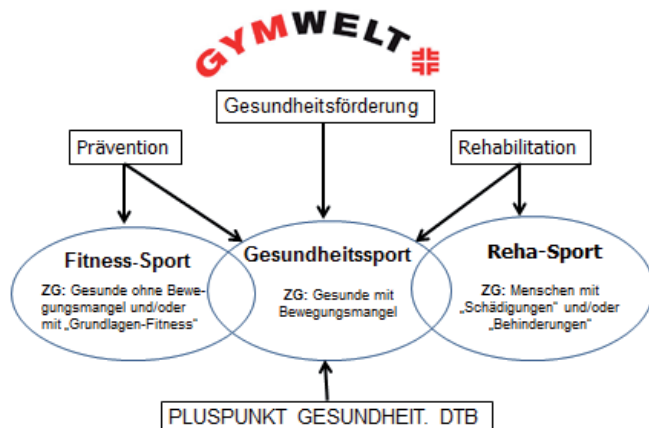 GYMWELT
Gesundheitsförderung
Prävention
Rehabilitation
Fitness-Sport
ZG: Gesunde ohne Bewe-
gungsmangel und/oder
mit „Grundlagen-Fitness“
Gesundheitssport
ZG: Gesunde mit
Bewegungsmangel
Reha-Sport
ZG: Menschen mit
„Schädigungen“ und/oder
„Behinderungen“
PLUSPUNKT GESUNDHEIT. DTB